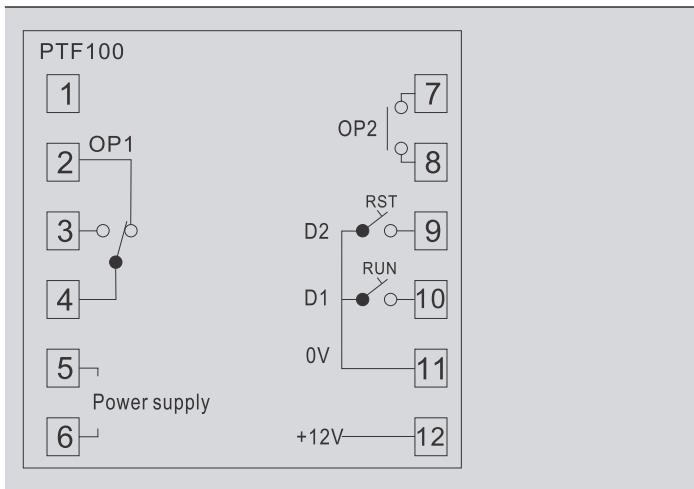 PTF100
1
7
OP2
OP1
2
8
RST
3
D2
9
RUN
4
D1
10
0V
5
11
Power supply
6
+12V
12